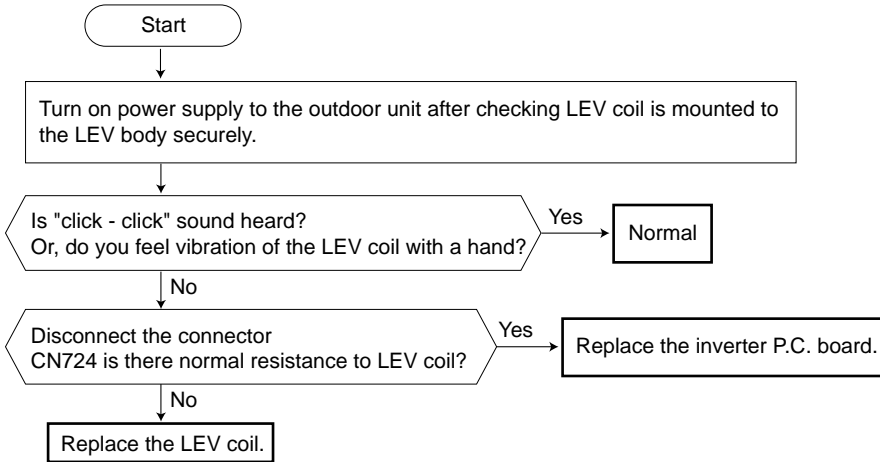 Start
Turn on power supply to the outdoor unit after checking LEV coil is mounted to
the LEV body securely.
Is "click - click" sound heard?
Or, do you feel vibration of the LEV coil with a hand?
Yes
Normal
No
Disconnect the connector
CN724 is there normal resistance to LEV coil?
Yes
Replace the inverter P.C. board.
No
Replace the LEV coil.